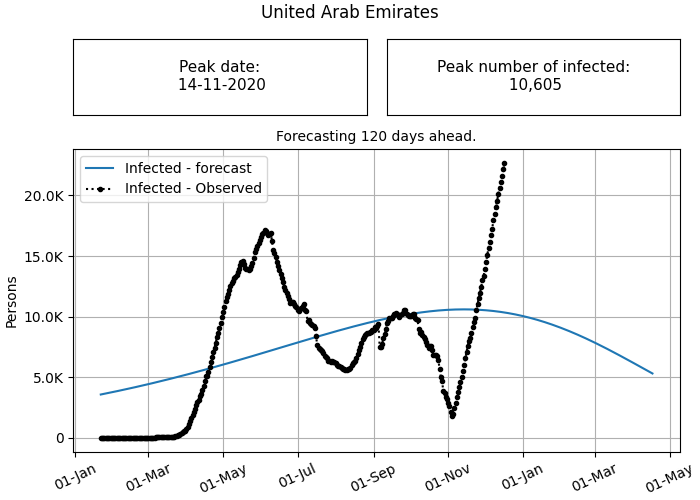 United Arab Emirates
Peak date:
14-11-2020
Peak number of infected:
10,605
Forecasting 120 days ahead.
Infected - forecast
Infected - Observed
Persons
20.0K
15.0K
10.0K
5.0K
0
01-Jan
01-Mar
01-May
01-Jul
01-Sep
01-Nov
01-Jan
01-Mar
01-May